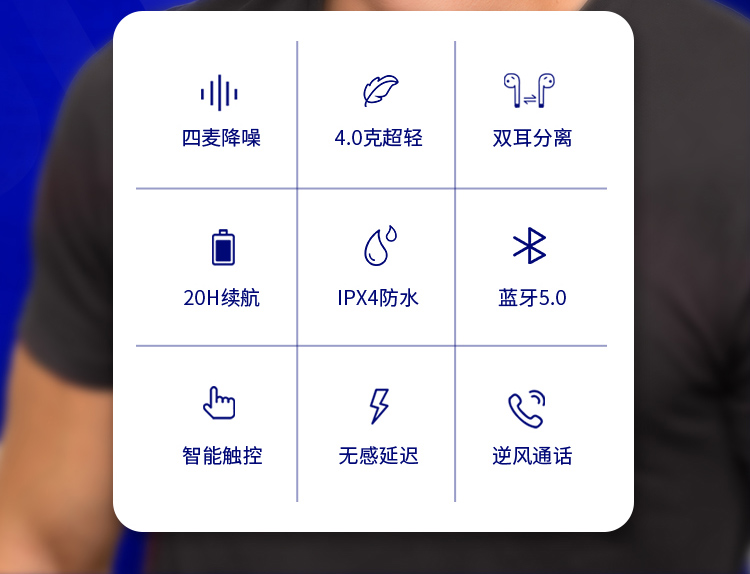 四麦降噪
4.0克超轻
双耳分离
20H续航
IPX4防水
蓝牙5.0
智能触控
无感延迟
逆风通话